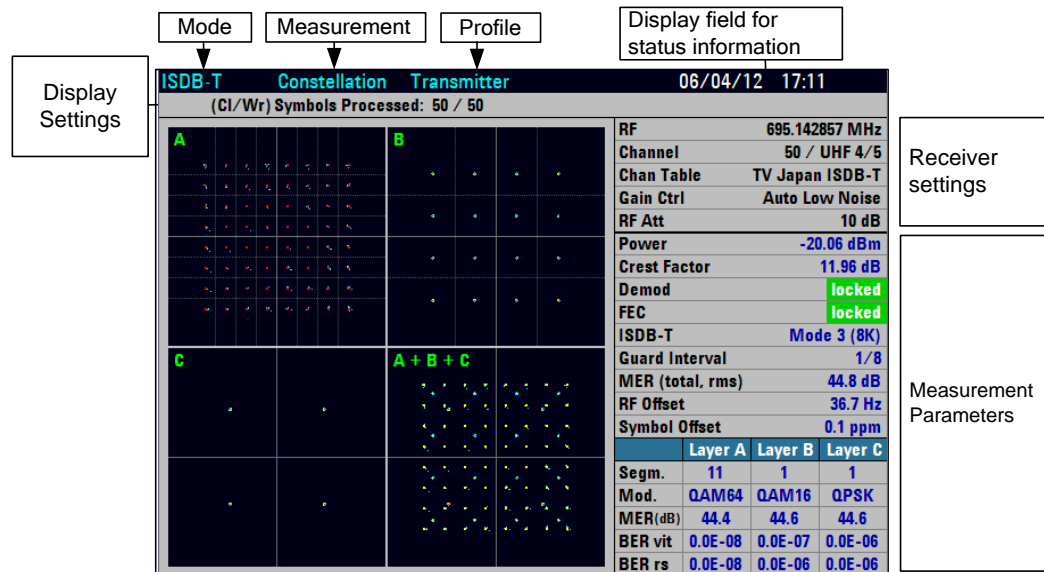 Mode
Measurement
Profile
Display field for
status information
Display
Settings
ISDB-T Constellation Transmitter 06/04/12 17:11
(Cl/Wr) Symbols Processed: 50 / 50
A
B
C
A + B + C
RF 695.142857 MHz
Channel 50 / UHF 4/5
Chan Table TV Japan ISDB-T
Gain Ctrl Auto Low Noise
RF Att 10 dB
Power -20.06 dBm
Crest Factor 11.96 dB
Demod locked
FEC locked
ISDB-T Mode 3 (8K)
Guard Interval 1/8
MER (total, rms) 44.8 dB
RF Offset 36.7 Hz
Symbol Offset 0.1 ppm
Layer A Layer B Layer C
Segm. 11 1 1
Mod. QAM64 QAM16 QPSK
MER(dB) 44.4 44.6 44.6
BER vit 0.0E-08 0.0E-07 0.0E-06
BER rs 0.0E-08 0.0E-06 0.0E-06
Receiver
settings
Measurement
Parameters